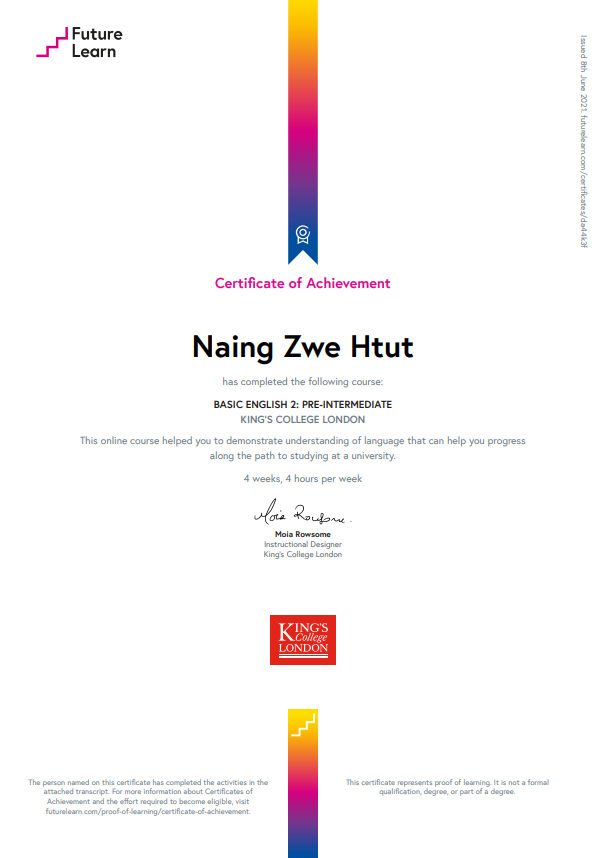 Future
Learn
Issued 8th June 2021. futurelearn.com/certificates/da44k3f
Certificate of Achievement
Naing Zwe Htut
has completed the following course:
BASIC ENGLISH 2: PRE-INTERMEDIATE
KING'S COLLEGE LONDON
This online course helped you to demonstrate understanding of language that can help you progress
along the path to studying at a university.
4 weeks, 4 hours per week
Moia Rowsome.
Moia Rowsome
Instructional Designer
King's College London
KING'S
College
LONDON
The person named on this certificate has completed the activities in the
attached transcript. For more information about Certificates of
Achievement and the effort required to become eligible, visit
futurelearn.com/proof-of-learning/certificate-of-achievement.
This certificate represents proof of learning. It is not a formal
qualification, degree, or part of a degree.